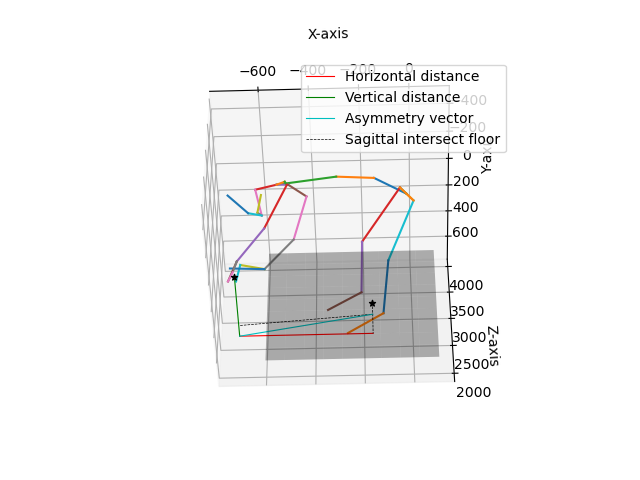 X-axis
−600
−400
−200
0
Horizontal distance
Vertical distance
Asymmetry vector
Sagittal intersect floor
−400
−200
0
200
400
600
Y-axis
4000
3500
3000
2500
2000
Z-axis